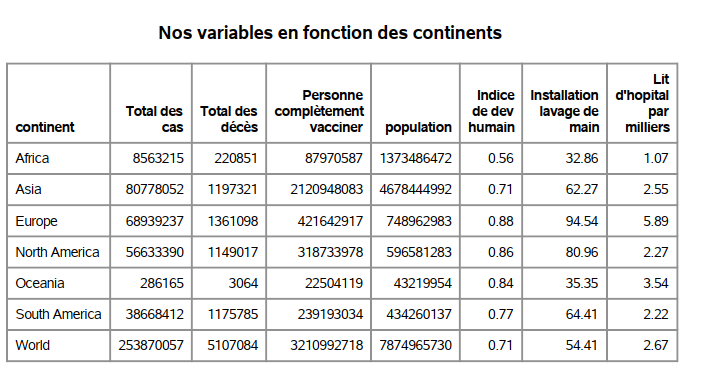 Nos variables en fonction des continents
continent Total des cas Total des décès Personne complètement vacciner population Indice de dev humain Installation lavage de main Lit d'hopital par milliers
Africa 8563215 220851 87970587 1373486472 0.56 32.86 1.07
Asia 80778052 1197321 2120948083 4678444992 0.71 62.27 2.55
Europe 68939237 1361098 421642917 748962983 0.88 94.54 5.89
North America 56633390 1149017 318733978 596581283 0.86 80.96 2.27
Oceania 286165 3064 22504119 43219954 0.84 35.35 3.54
South America 38668412 1175785 239193034 434260137 0.77 64.41 2.22
World 253870057 5107084 3210992718 7874965730 0.71 54.41 2.67